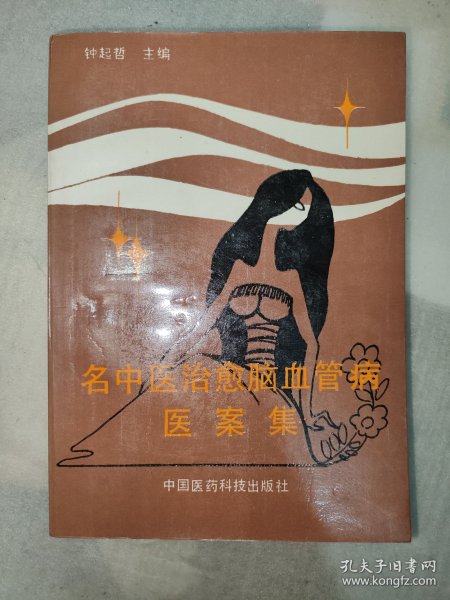 钟起哲 主编
名中医治愈脑血管病
医案集
中国医药科技出版社
孔夫子旧书网
www.kongfz.com